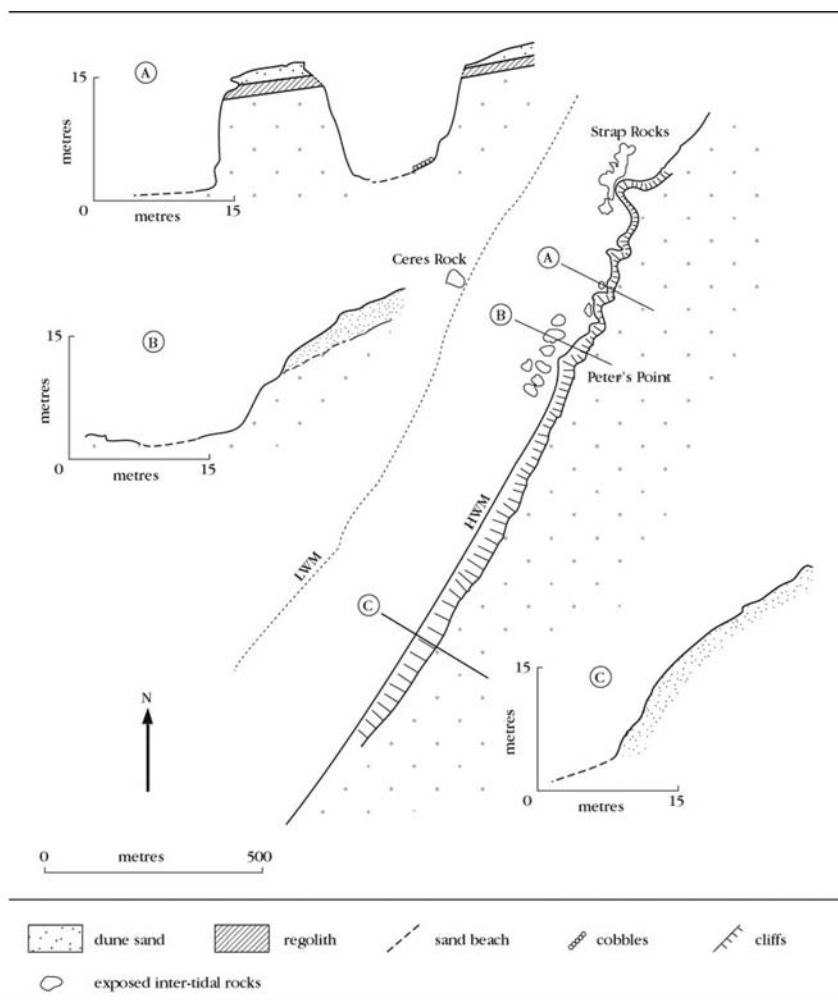 A
15
metres
0
metres
15
Strap Rocks
Ceres Rock
A
B
B
15
metres
0
metres
15
Peter's Point
HWM
LWM
C
15
C
metres
0
metres
15
N
0 metres 500
dune sand regolith sand beach cobbles cliffs
exposed inter-tidal rocks